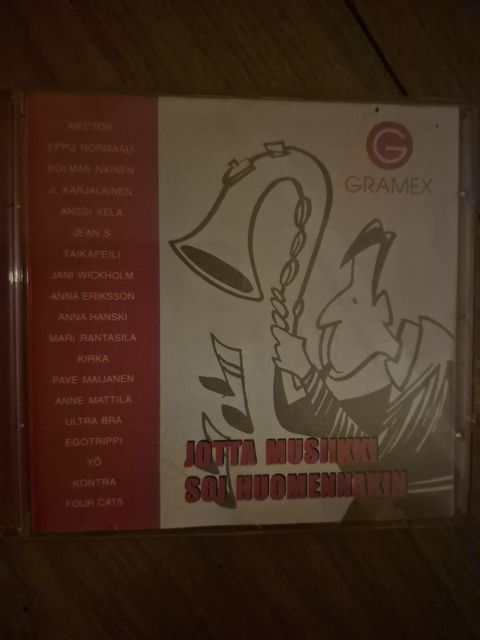 HECTOR
EPPU NORMAALI
KOLMAS NAINEN
J. KARJALAINEN
ANSSI KELA
JEAN S
TAIKAPEILI
JANI WICKHOLM
ANNA ERIKSSON
ANNA HANSKI
MARI RANTASILA
KIRKA
PAVE MAIJANEN
ANNE MATTILA
ULTRA BRA
EGOTRIPPI
YÖ
KONTRA
FOUR CATS
G
GRAMEX
JOTTA MUSIIKKI
SOI HUOMENNAKIN